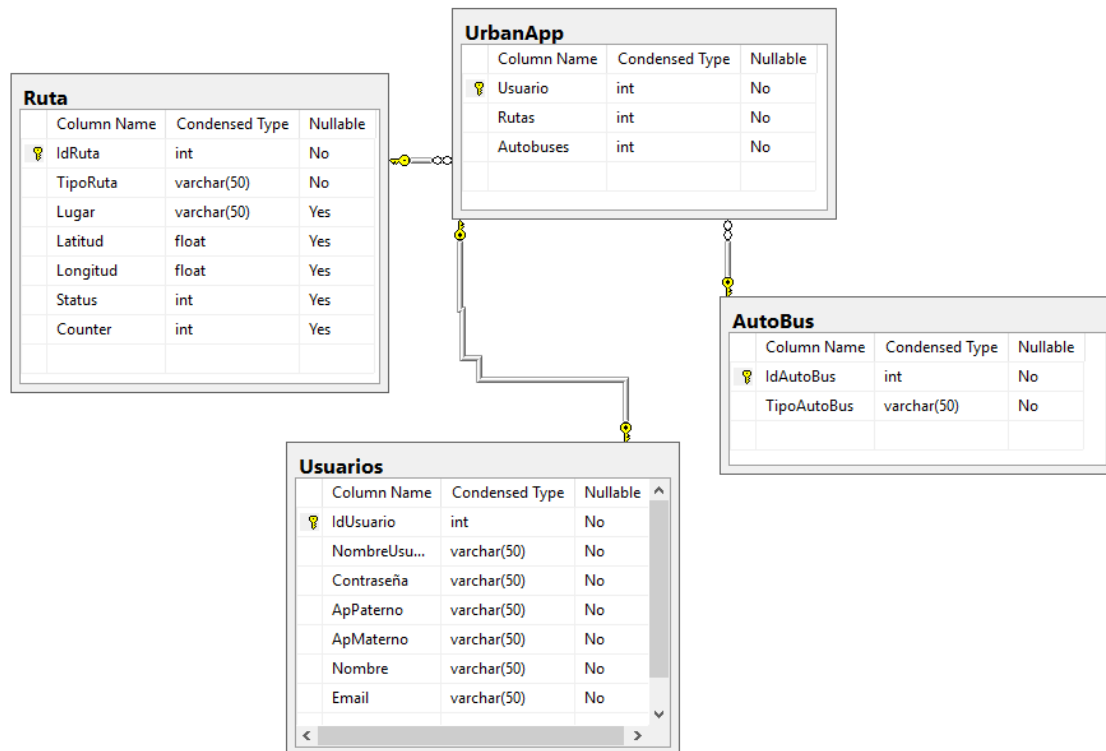 UrbanApp
Column Name Condensed Type Nullable
Usuario int No
Rutas int No
Autobuses int No
Ruta
Column Name Condensed Type Nullable
IdRuta int No
TipoRuta varchar(50) No
Lugar varchar(50) Yes
Latitud float Yes
Longitud float Yes
Status int Yes
Counter int Yes
AutoBus
Column Name Condensed Type Nullable
IdAutoBus int No
TipoAutoBus varchar(50) No
Usuarios
Column Name Condensed Type Nullable
IdUsuario int No
NombreUsu... varchar(50) No
Contraseña varchar(50) No
ApPaterno varchar(50) No
ApMaterno varchar(50) No
Nombre varchar(50) No
Email varchar(50) No